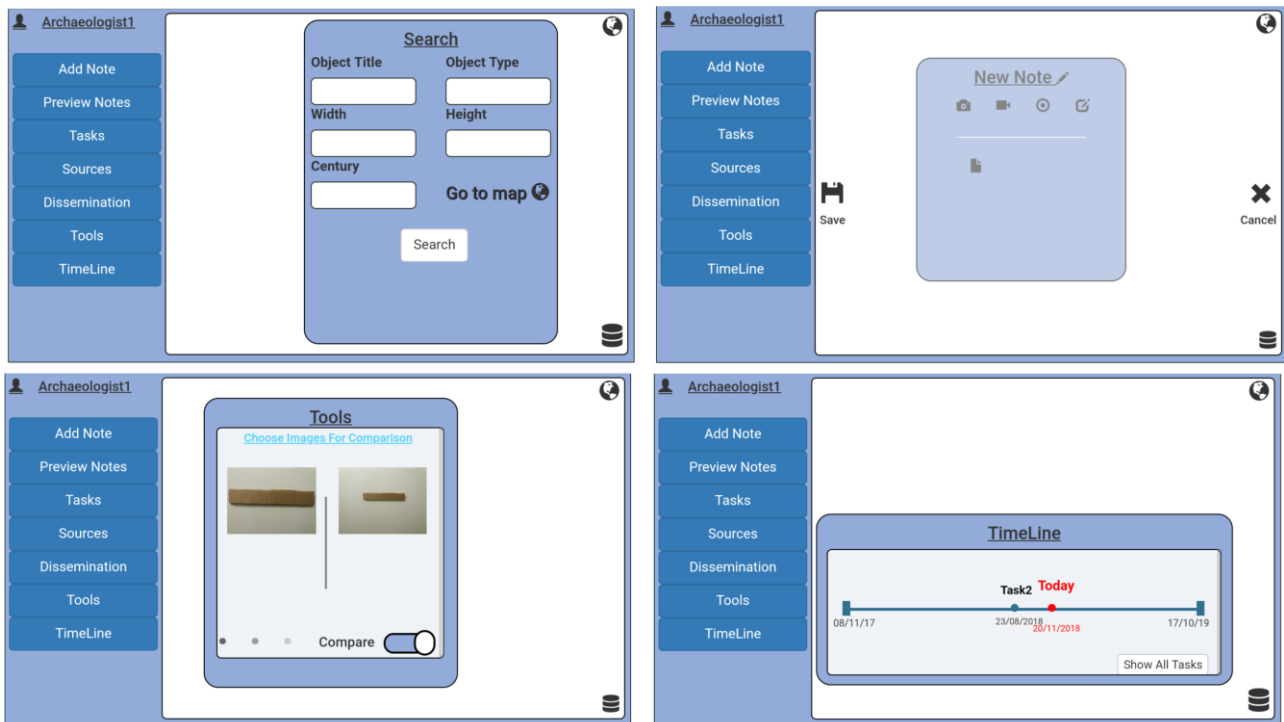 Archaeologist1
Add Note
Preview Notes
Tasks
Sources
Dissemination
Tools
TimeLine
Search
Object Title Object Type
Width Height
Century
Go to map
Search
Archaeologist1
Add Note
Preview Notes
Tasks
Sources
Dissemination
Tools
TimeLine
New Note
Save
Cancel
Archaeologist1
Add Note
Preview Notes
Tasks
Sources
Dissemination
Tools
TimeLine
Tools
Choose Images For Comparison
Compare
Archaeologist1
Add Note
Preview Notes
Tasks
Sources
Dissemination
Tools
TimeLine
TimeLine
Task2 Today
08/11/17 23/08/2018 20/11/2018 17/10/19
Show All Tasks